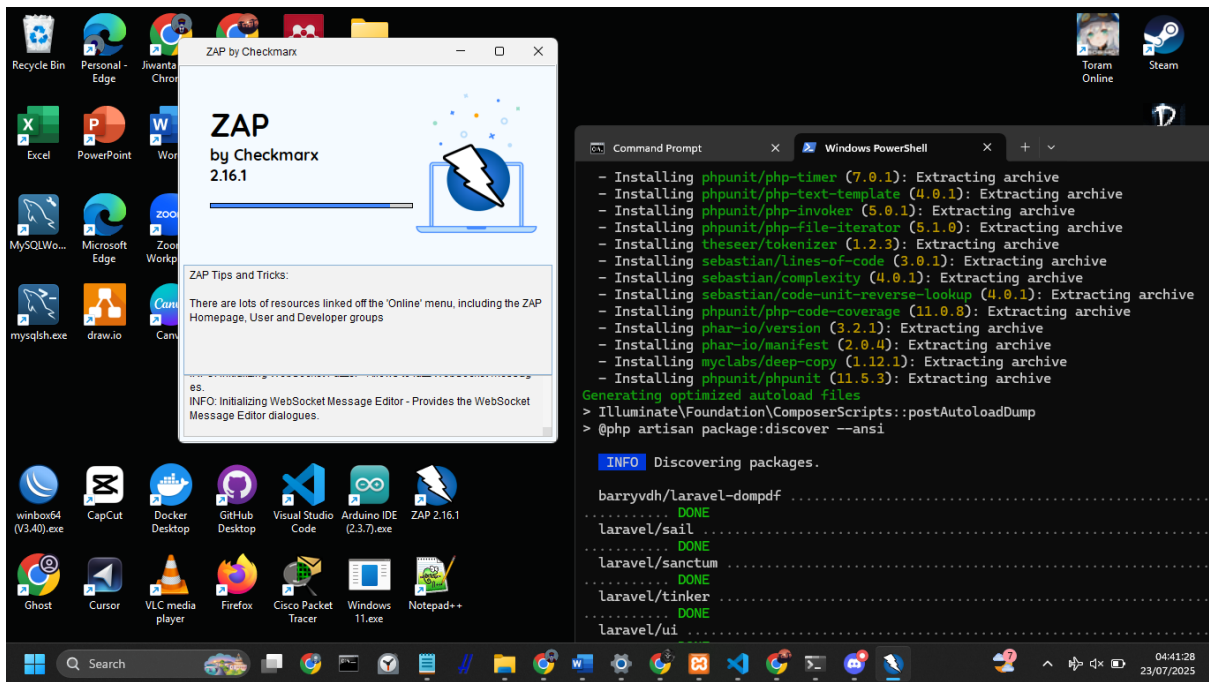 Recycle Bin
Personal - Edge
Jiwanta
Chror
Toram Online
Steam
Excel
PowerPoint
Wor
MySQLWo...
Microsoft Edge
Zoor
Workp
zoo
mysqlsh.exe
draw.io
Canv
ZAP by Checkmarx
ZAP
by Checkmarx
2.16.1
ZAP Tips and Tricks:
There are lots of resources linked off the 'Online' menu, including the ZAP
Homepage, User and Developer groups
es.
INFO: Initializing WebSocket Message Editor - Provides the WebSocket
Message Editor dialogues.
Command Prompt
Windows PowerShell
- Installing phpunit/php-timer (7.0.1): Extracting archive
- Installing phpunit/php-text-template (4.0.1): Extracting archive
- Installing phpunit/php-invoker (5.0.1): Extracting archive
- Installing phpunit/php-file-iterator (5.1.0): Extracting archive
- Installing theseer/tokenizer (1.2.3): Extracting archive
- Installing sebastian/lines-of-code (3.0.1): Extracting archive
- Installing sebastian/complexity (4.0.1): Extracting archive
- Installing sebastian/code-unit-reverse-lookup (4.0.1): Extracting archive
- Installing phpunit/php-code-coverage (11.0.8): Extracting archive
- Installing phar-io/version (3.2.1): Extracting archive
- Installing phar-io/manifest (2.0.4): Extracting archive
- Installing myclabs/deep-copy (1.12.1): Extracting archive
- Installing phpunit/phpunit (11.5.3): Extracting archive
Generating optimized autoload files
> Illuminate\Foundation\ComposerScripts::postAutoloadDump
> @php artisan package:discover --ansi
INFO Discovering packages.
barryvdh/laravel-dompdf ..................................................
........... DONE
laravel/sail ..................................................
........... DONE
laravel/sanctum ..................................................
........... DONE
laravel/tinker ..................................................
........... DONE
laravel/ui ..................................................
winbox64 (V3.40).exe
CapCut
Docker Desktop
GitHub Desktop
Visual Studio Code
Arduino IDE (2.3.7).exe
ZAP 2.16.1
Ghost
Cursor
VLC media player
Firefox
Cisco Packet Tracer
Windows 11.exe
Notepad++
Search
7
04:41:28
23/07/2025